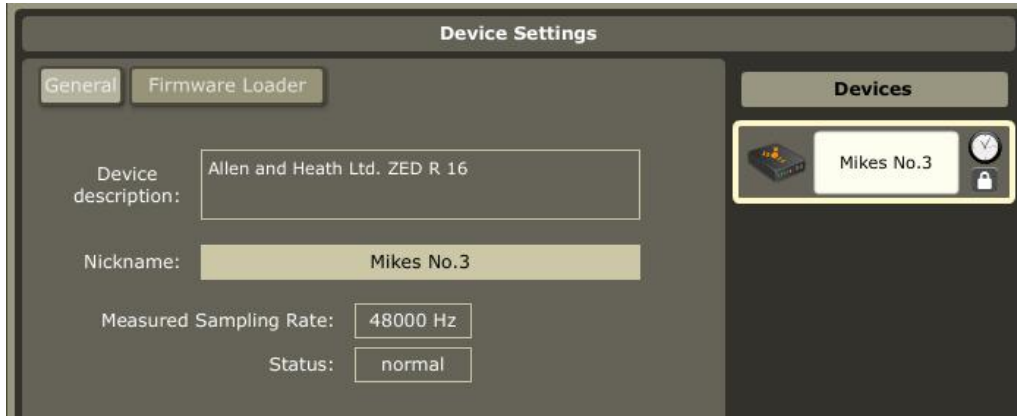 Device Settings
General
Firmware Loader
Devices
Device
description:
Allen and Heath Ltd. ZED R 16
Mikes No.3
Nickname:
Mikes No.3
Measured Sampling Rate:
48000 Hz
Status:
normal